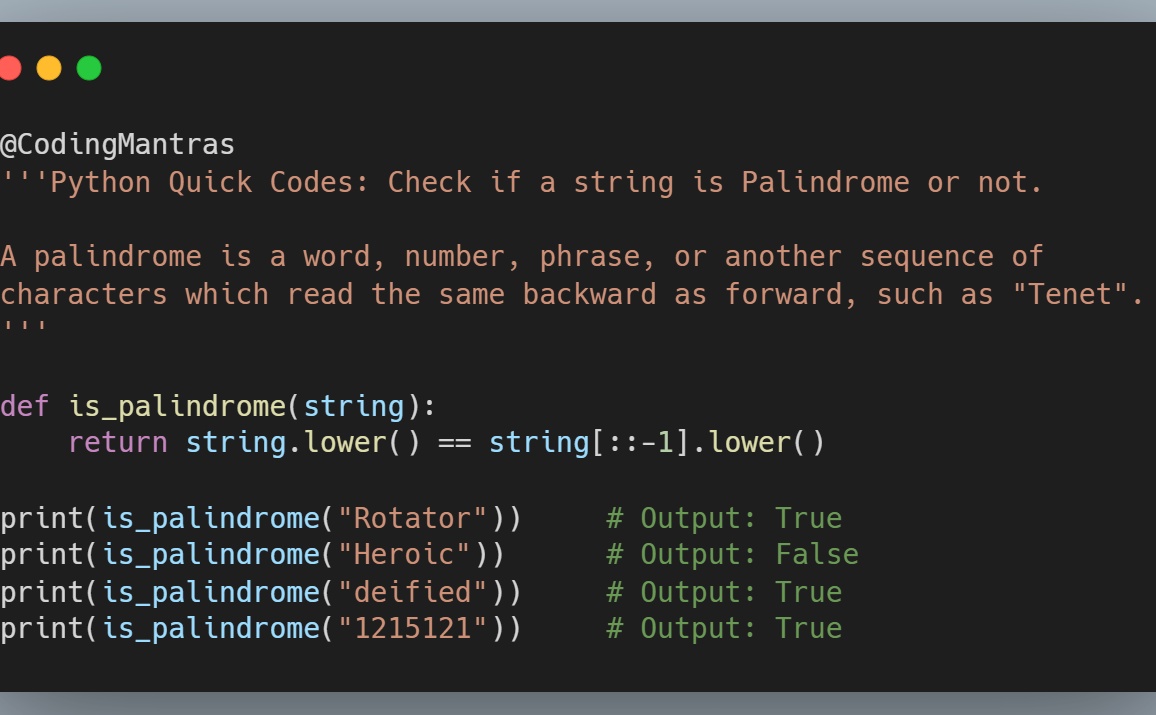 @CodingMantras
'''Python Quick Codes: Check if a string is Palindrome or not.
A palindrome is a word, number, phrase, or another sequence of
characters which read the same backward as forward, such as "Tenet".
'''
def is_palindrome(string):
    return string.lower() == string[::-1].lower()
print(is_palindrome("Rotator"))     # Output: True
print(is_palindrome("Heroic"))      # Output: False
print(is_palindrome("deified"))     # Output: True
print(is_palindrome("1215121"))     # Output: True